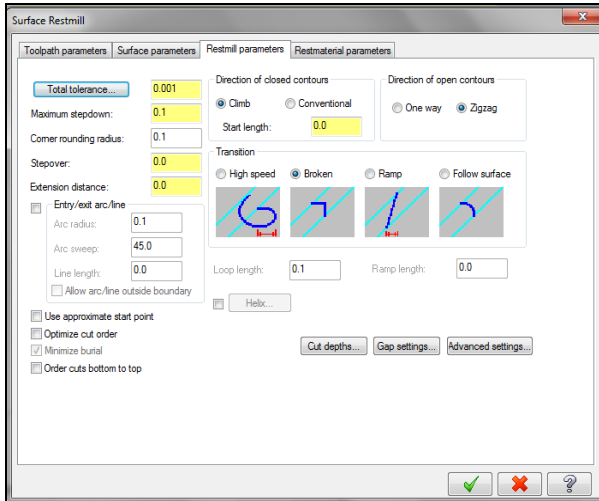 Surface Restmill
Toolpath parameters Surface parameters Restmill parameters Restmaterial parameters
Total tolerance... 0.001
Maximum stepdown: 0.1
Corner rounding radius: 0.1
Stepover: 0.0
Extension distance: 0.0
Entry/exit arc/line
Arc radius: 0.1
Arc sweep: 45.0
Line length: 0.0
Allow arc/line outside boundary
Use approximate start point
Optimize cut order
Minimize burial
Order cuts bottom to top
Direction of closed contours
Climb Conventional
Start length: 0.0
Direction of open contours
One way Zigzag
Transition
High speed Broken Ramp Follow surface
Loop length: 0.1 Ramp length: 0.0
Helix...
Cut depths... Gap settings... Advanced settings...
?